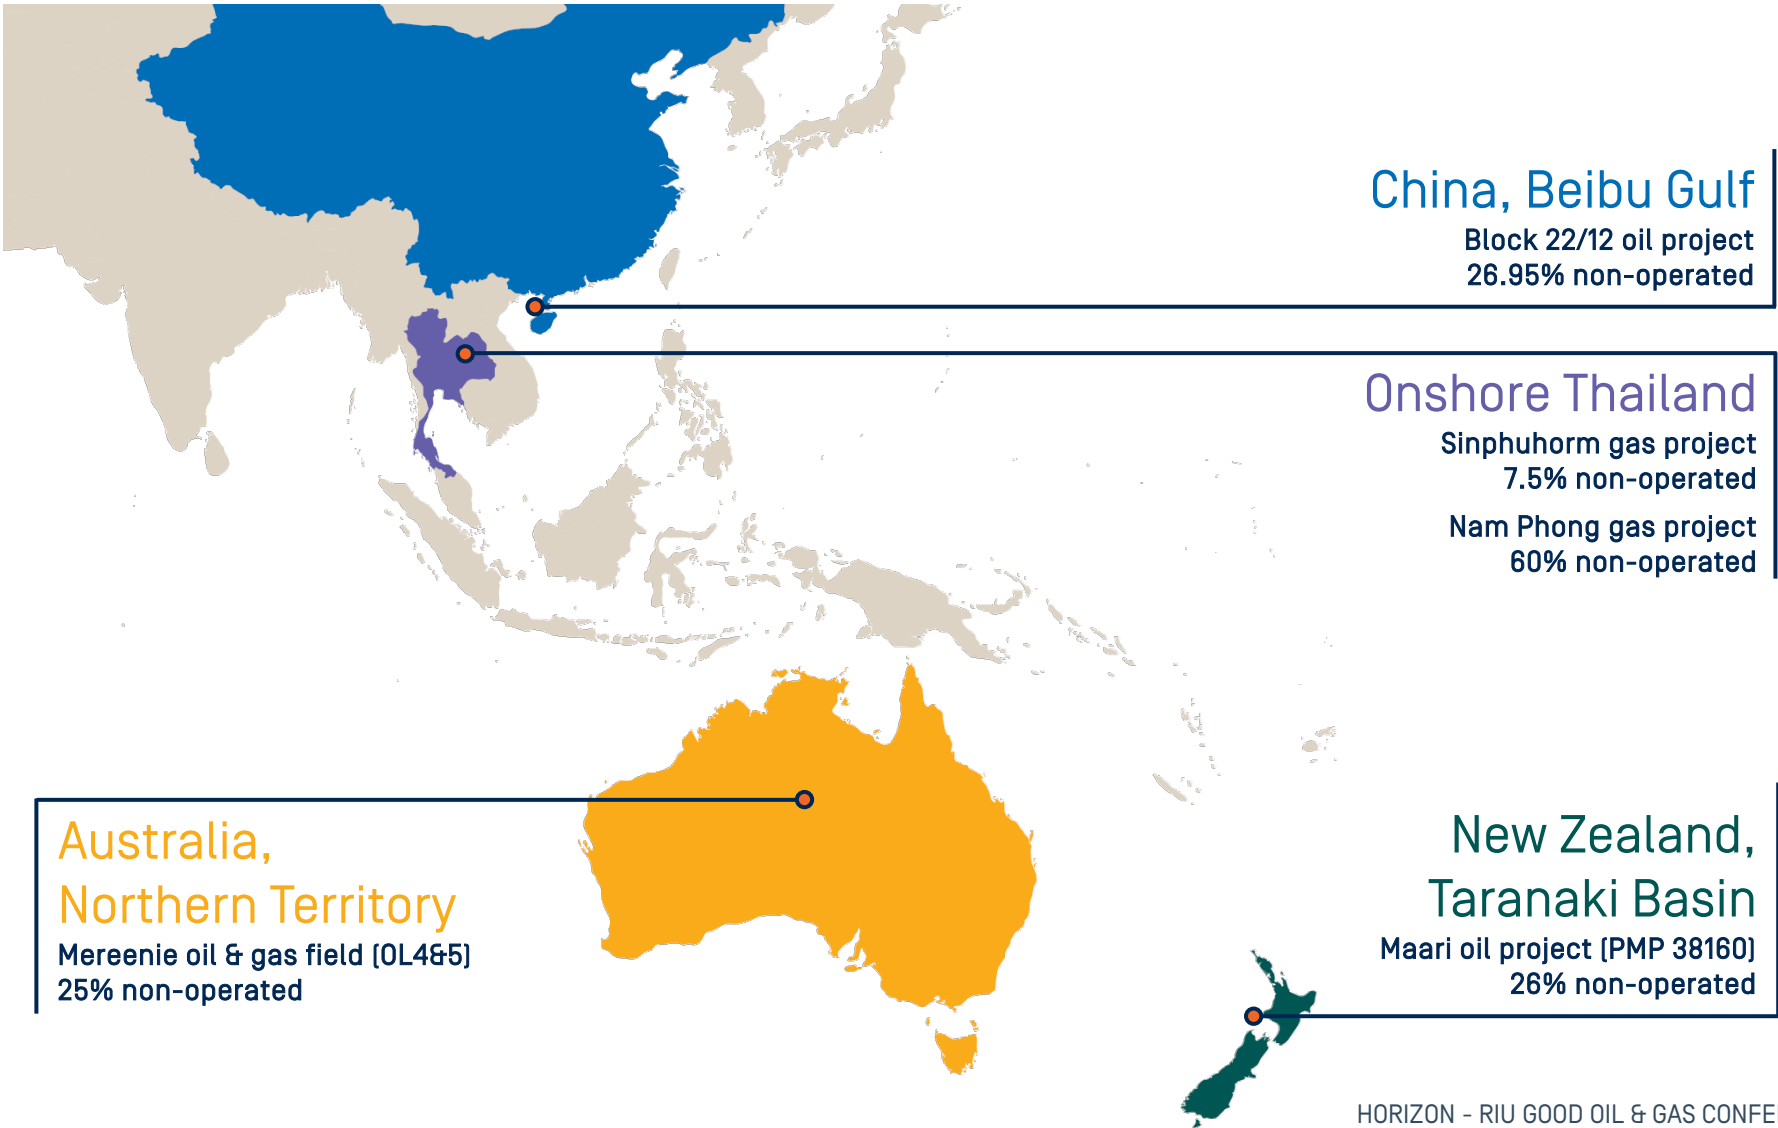 China, Beibu Gulf
Block 22/12 oil project
26.95% non-operated
Onshore Thailand
Sinphuhorm gas project
7.5% non-operated
Nam Phong gas project
60% non-operated
Australia,
Northern Territory
Mereenie oil & gas field (OL4&5)
25% non-operated
New Zealand,
Taranaki Basin
Maari oil project (PMP 38160)
26% non-operated
HORIZON - RIU GOOD OIL & GAS CONFE